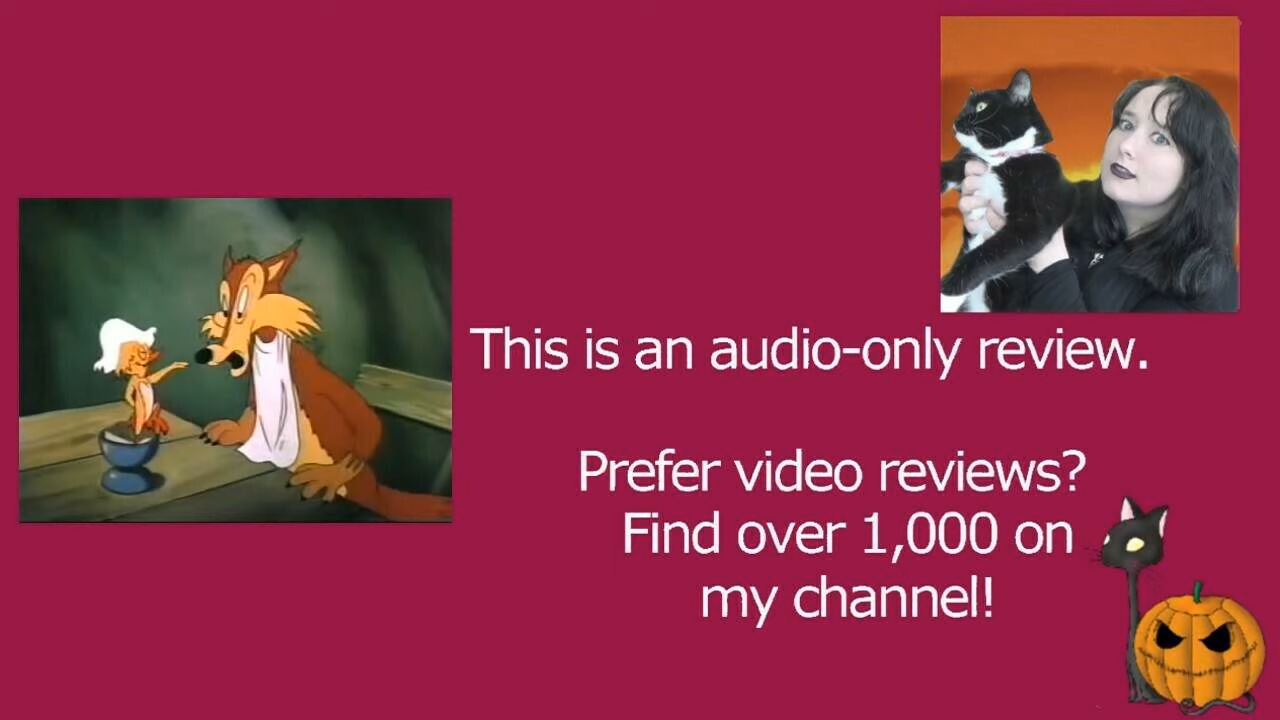 This is an audio-only review.
Prefer video reviews?
Find over 1,000 on
my channel!